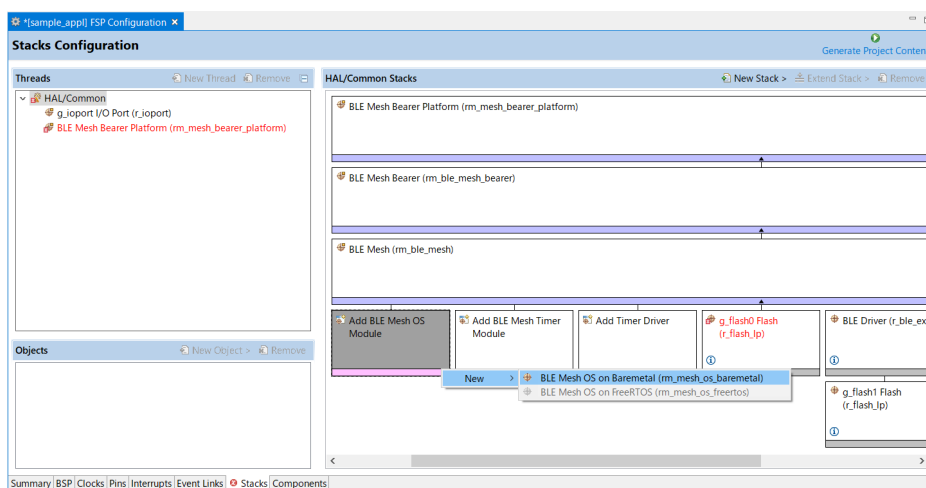 *[sample_appl] FSP Configuration
Stacks Configuration
Generate Project Conten
Threads
New Thread
Remove
HAL/Common
g_ioport I/O Port (r_ioport)
BLE Mesh Bearer Platform (rm_mesh_bearer_platform)
Objects
New Object >
Remove
HAL/Common Stacks
New Stack >
Extend Stack >
Remove
BLE Mesh Bearer Platform (rm_mesh_bearer_platform)
BLE Mesh Bearer (rm_ble_mesh_bearer)
BLE Mesh (rm_ble_mesh)
Add BLE Mesh OS
Module
Add BLE Mesh Timer
Module
Add Timer Driver
g_flash0 Flash
(r_flash_lp)
BLE Driver (r_ble_ex
New >
BLE Mesh OS on Baremetal (rm_mesh_os_baremetal)
BLE Mesh OS on FreeRTOS (rm_mesh_os_freertos)
g_flash1 Flash
(r_flash_lp)
Summary BSP Clocks Pins Interrupts Event Links Stacks Components